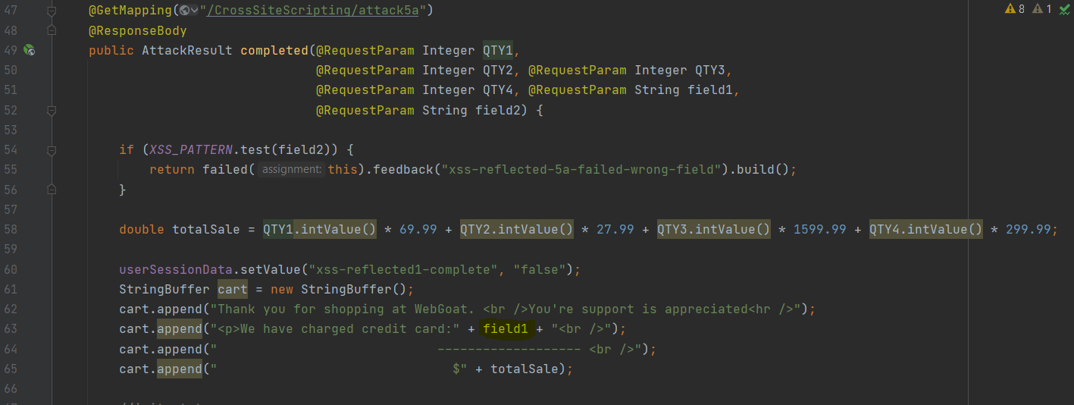 47 @GetMapping("/CrossSiteScripting/attack5a") 8 1
48 @ResponseBody
49 public AttackResult completed(@RequestParam Integer QTY1,
50 @RequestParam Integer QTY2, @RequestParam Integer QTY3,
51 @RequestParam Integer QTY4, @RequestParam String field1,
52 @RequestParam String field2) {
53
54 if (XSS_PATTERN.test(field2)) {
55 return failed( assignment: this).feedback("xss-reflected-5a-failed-wrong-field").build();
56 }
57
58 double totalSale = QTY1.intValue() * 69.99 + QTY2.intValue() * 27.99 + QTY3.intValue() * 1599.99 + QTY4.intValue() * 299.99;
59
60 userSessionData.setValue("xss-reflected1-complete", "false");
61 StringBuffer cart = new StringBuffer();
62 cart.append("Thank you for shopping at WebGoat. <br />You're support is appreciated<hr />");
63 cart.append("<p>We have charged credit card:" + field1 + "<br />");
64 cart.append("                             ------------------- <br />");
65 cart.append("                               $" + totalSale);
66